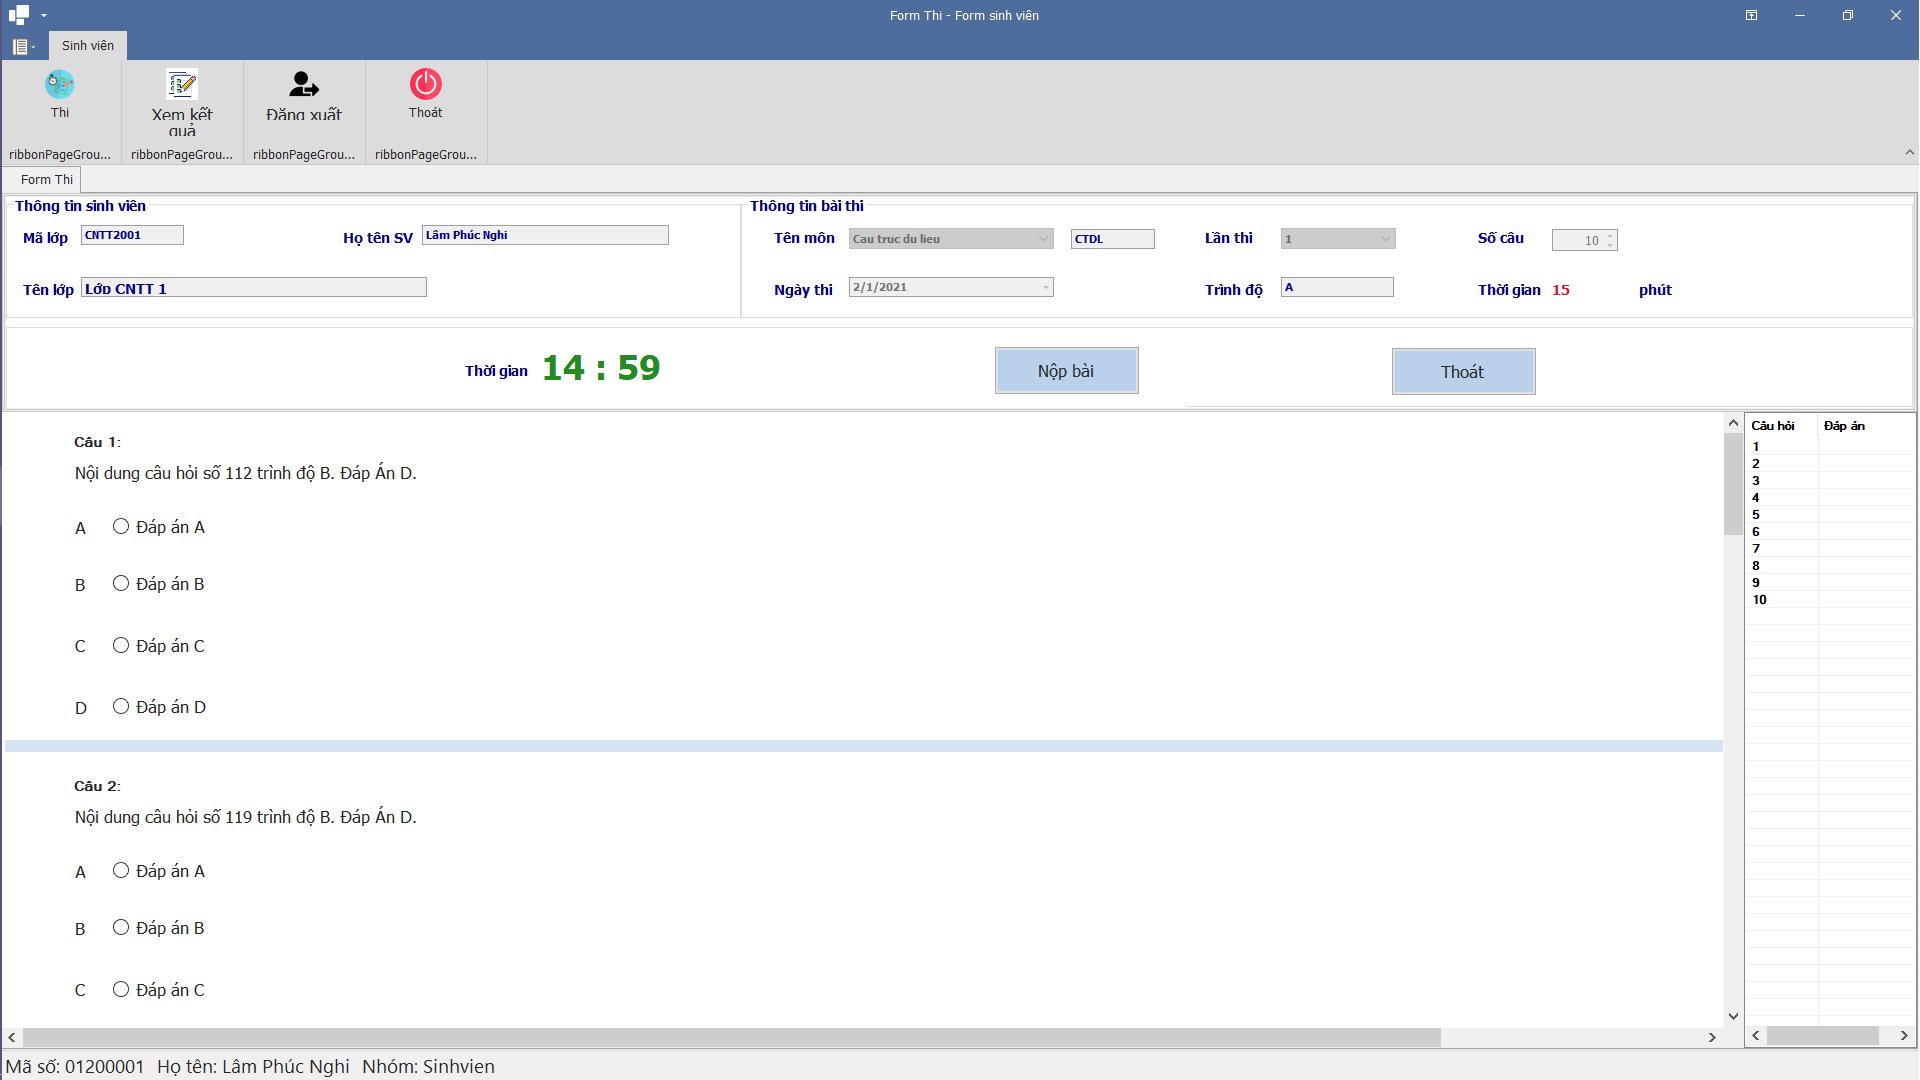 Form Thi - Form sinh viên
Sinh viên
Thi
Xem kết quả
Đăng xuất
Thoát
ribbonPageGrou... ribbonPageGrou... ribbonPageGrou... ribbonPageGrou...
Form Thi
Thông tin sinh viên
Mã lớp CNTT2001 Họ tên SV Lâm Phúc Nghi
Tên lớp Lớp CNTT 1
Thông tin bài thi
Tên môn Cau truc du lieu CTDL Lần thi 1 Số câu 10
Ngày thi 2/1/2021 Trình độ A Thời gian 15 phút
Thời gian 14 : 59 Nộp bài Thoát
Câu 1:
Nội dung câu hỏi số 112 trình độ B. Đáp Án D.
A Đáp án A
B Đáp án B
C Đáp án C
D Đáp án D
Câu 2:
Nội dung câu hỏi số 119 trình độ B. Đáp Án D.
A Đáp án A
B Đáp án B
C Đáp án C
Câu hỏi Đáp án
1
2
3
4
5
6
7
8
9
10
Mã số: 01200001 Họ tên: Lâm Phúc Nghi Nhóm: Sinhvien